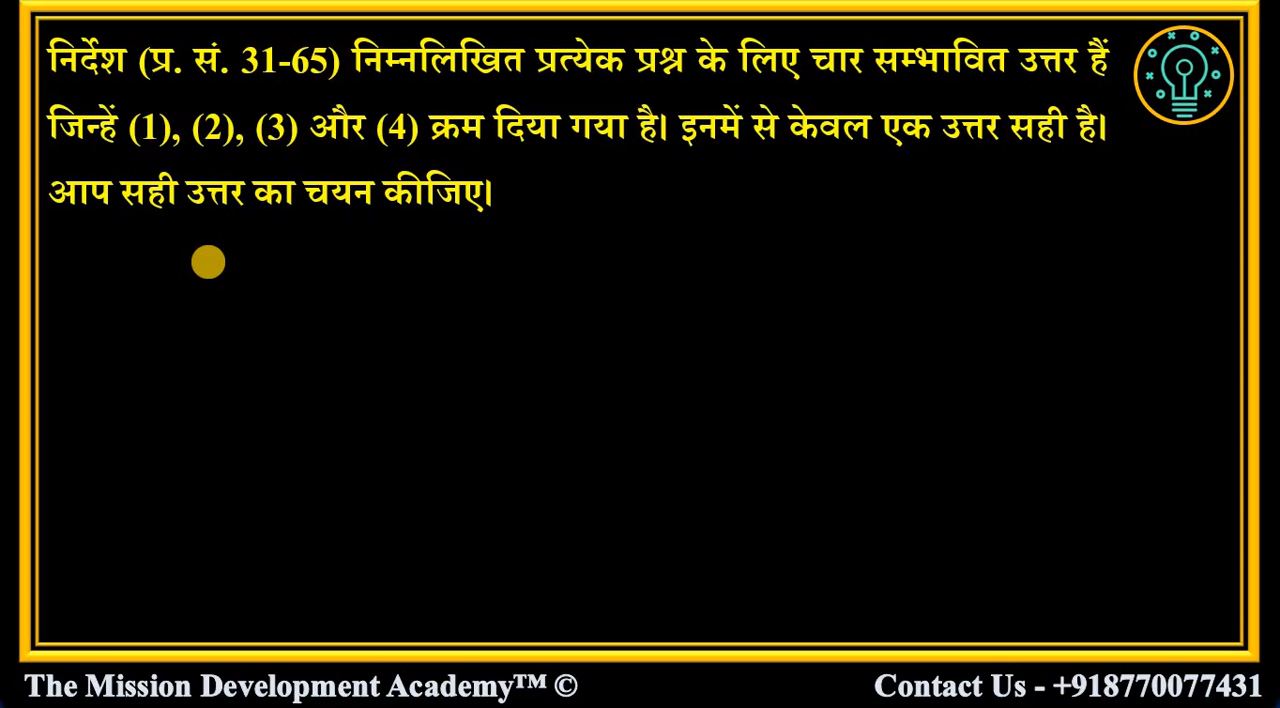 निर्देश (प्र. सं. 31-65) निम्नलिखित प्रत्येक प्रश्न के लिए चार सम्भावित उत्तर हैं
जिन्हें (1), (2), (3) और (4) क्रम दिया गया है। इनमें से केवल एक उत्तर सही है।
आप सही उत्तर का चयन कीजिए।
The Mission Development Academy™ ©
Contact Us - +918770077431